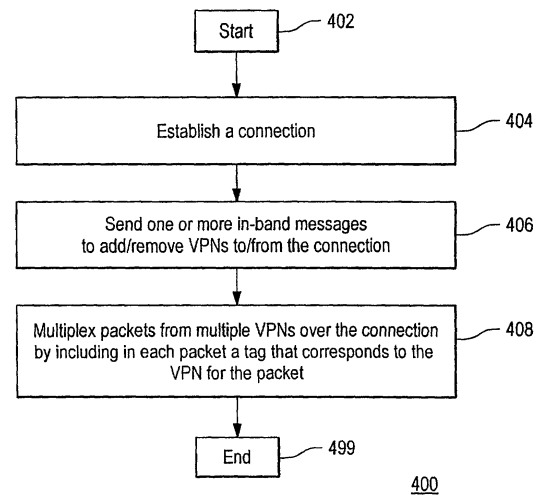 Start
402
Establish a connection
404
Send one or more in-band messages
to add/remove VPNs to/from the connection
406
Multiplex packets from multiple VPNs over the connection
by including in each packet a tag that corresponds to the
VPN for the packet
408
End
499
400